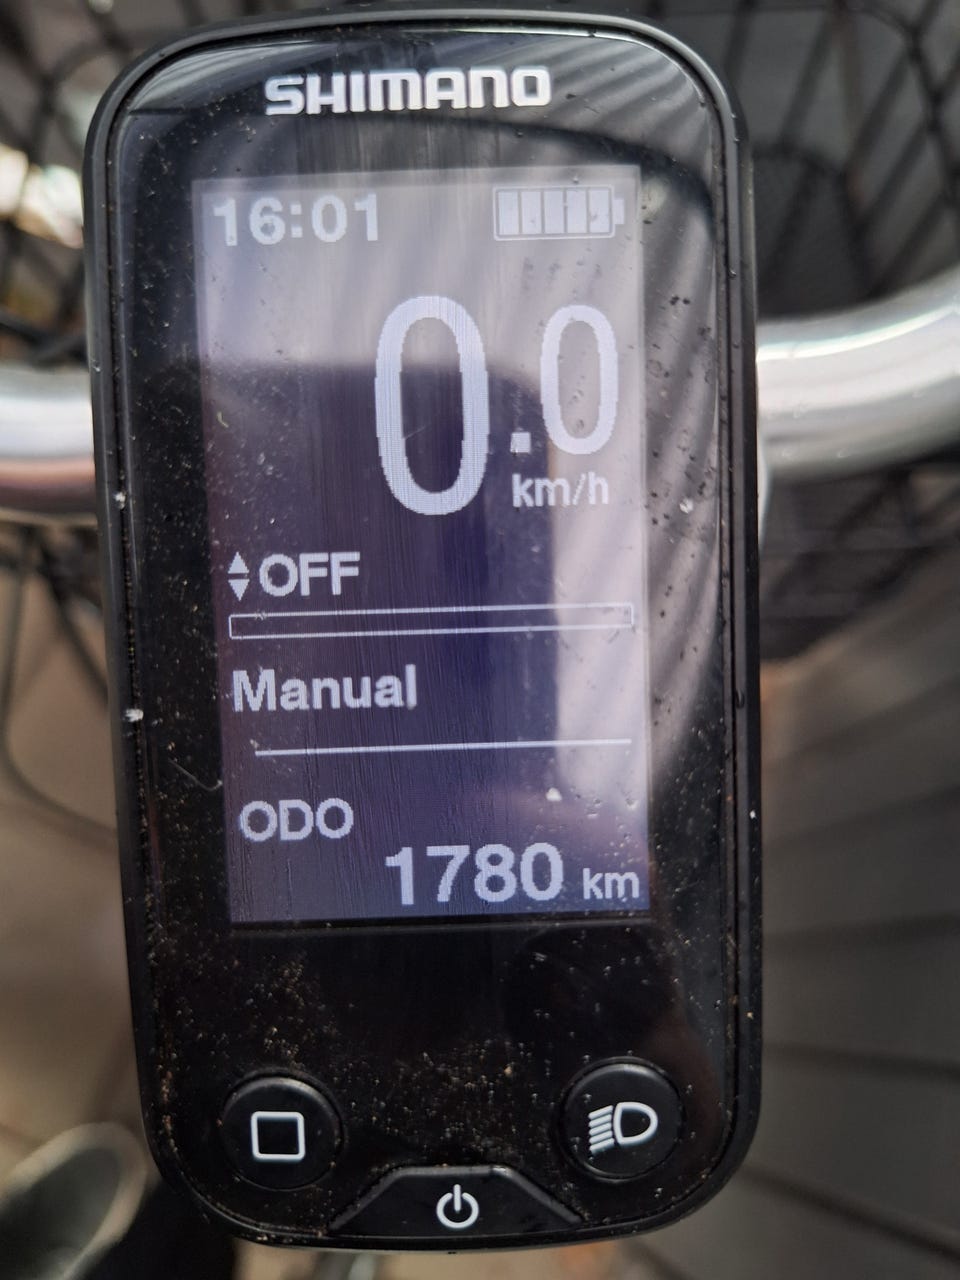 SHIMANO
16:01
0.0
km/h
OFF
Manual
ODO
1780 km